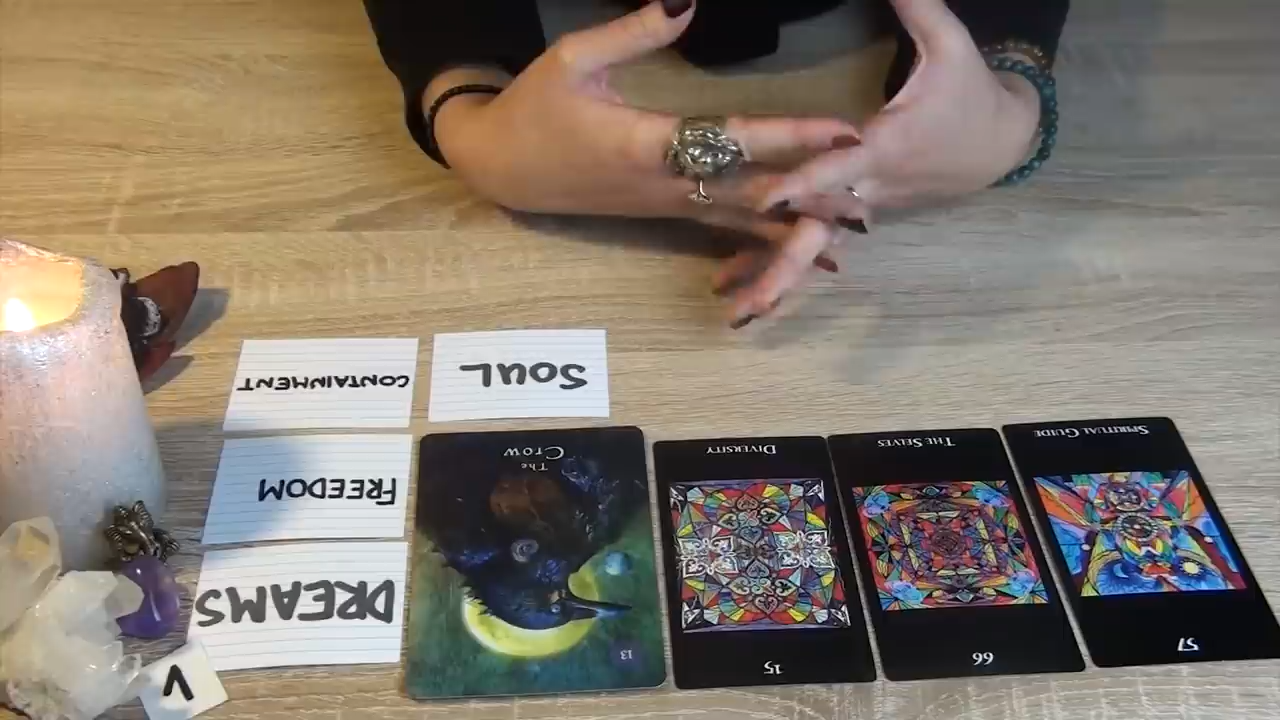 SOUL
CONTAINMENT
FREEDOM
DREAMS
The
Crow
13
DIVERSITY
15
THE SELVES
66
SPIRITUAL GUIDE
57